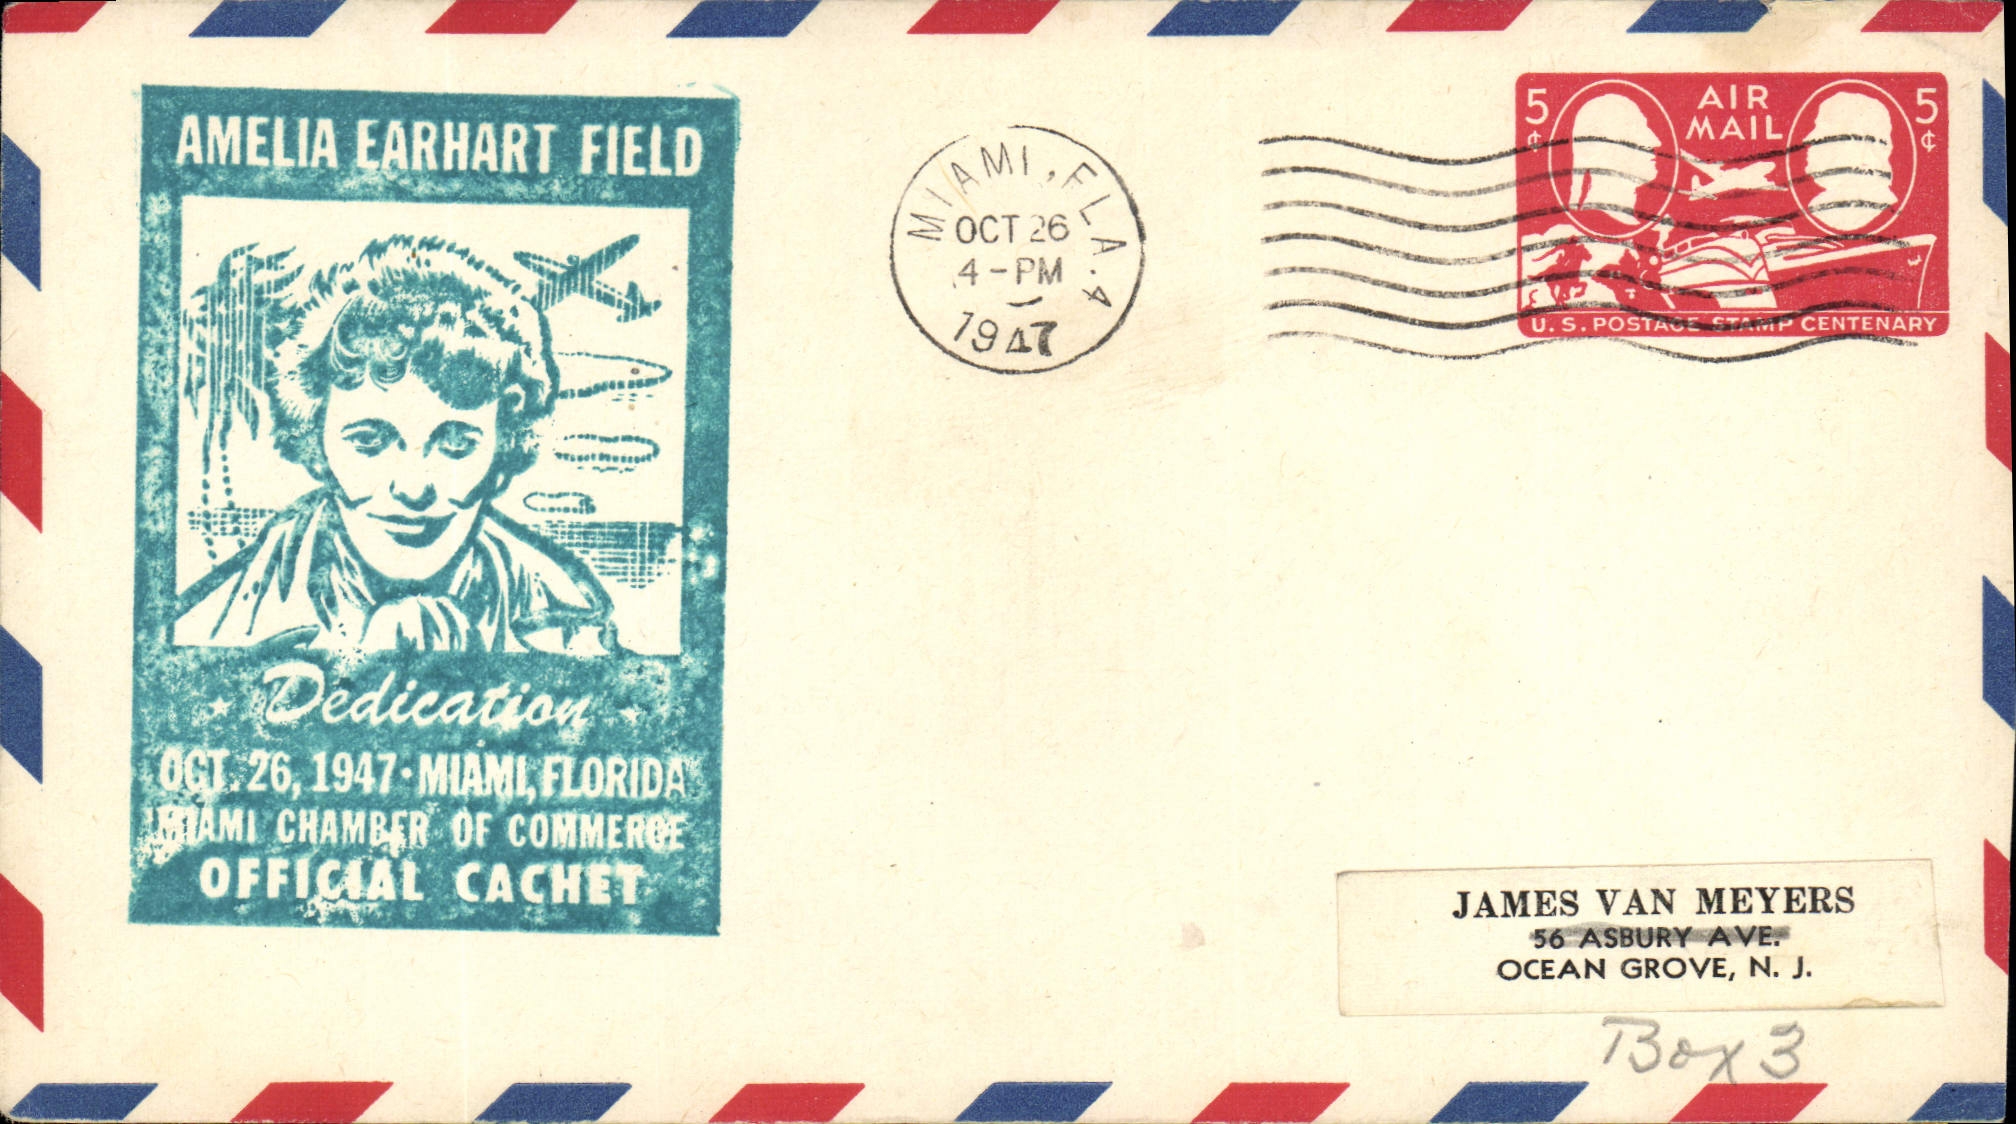 AMELIA EARHART FIELD
Dedication
OCT. 26, 1947 · MIAMI, FLORIDA
MIAMI CHAMBER OF COMMERCE
OFFICIAL CACHET
MIAMI, FLA. 4
OCT 26
4-PM
1947
5¢ AIR MAIL 5¢
U.S. POSTAGE STAMP CENTENARY
JAMES VAN MEYERS
56 ASBURY AVE.
OCEAN GROVE, N. J.
Box 3